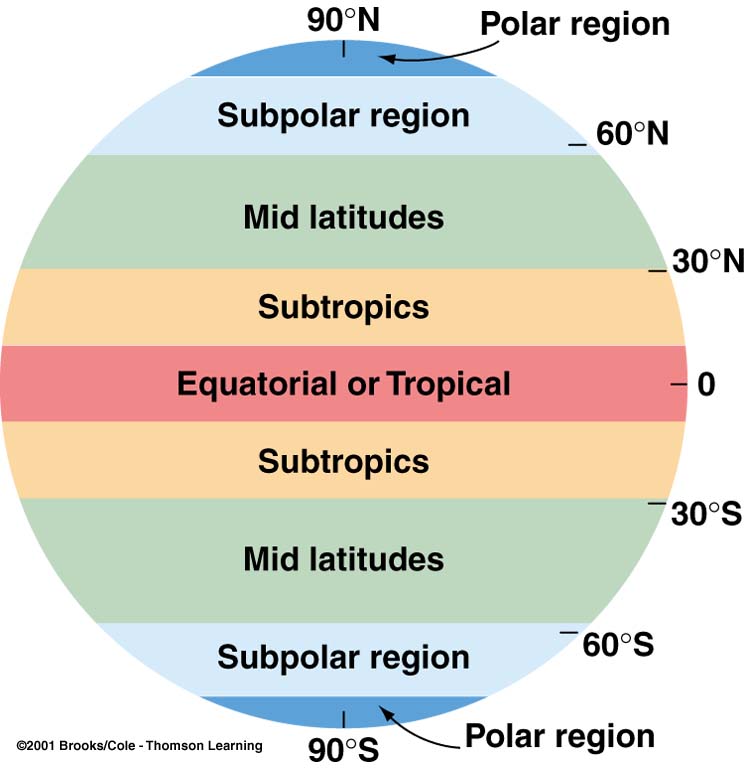 90°N
Polar region
Subpolar region
60°N
Mid latitudes
30°N
Subtropics
Equatorial or Tropical
0
Subtropics
30°S
Mid latitudes
60°S
Subpolar region
Polar region
©2001 Brooks/Cole - Thomson Learning
90°S